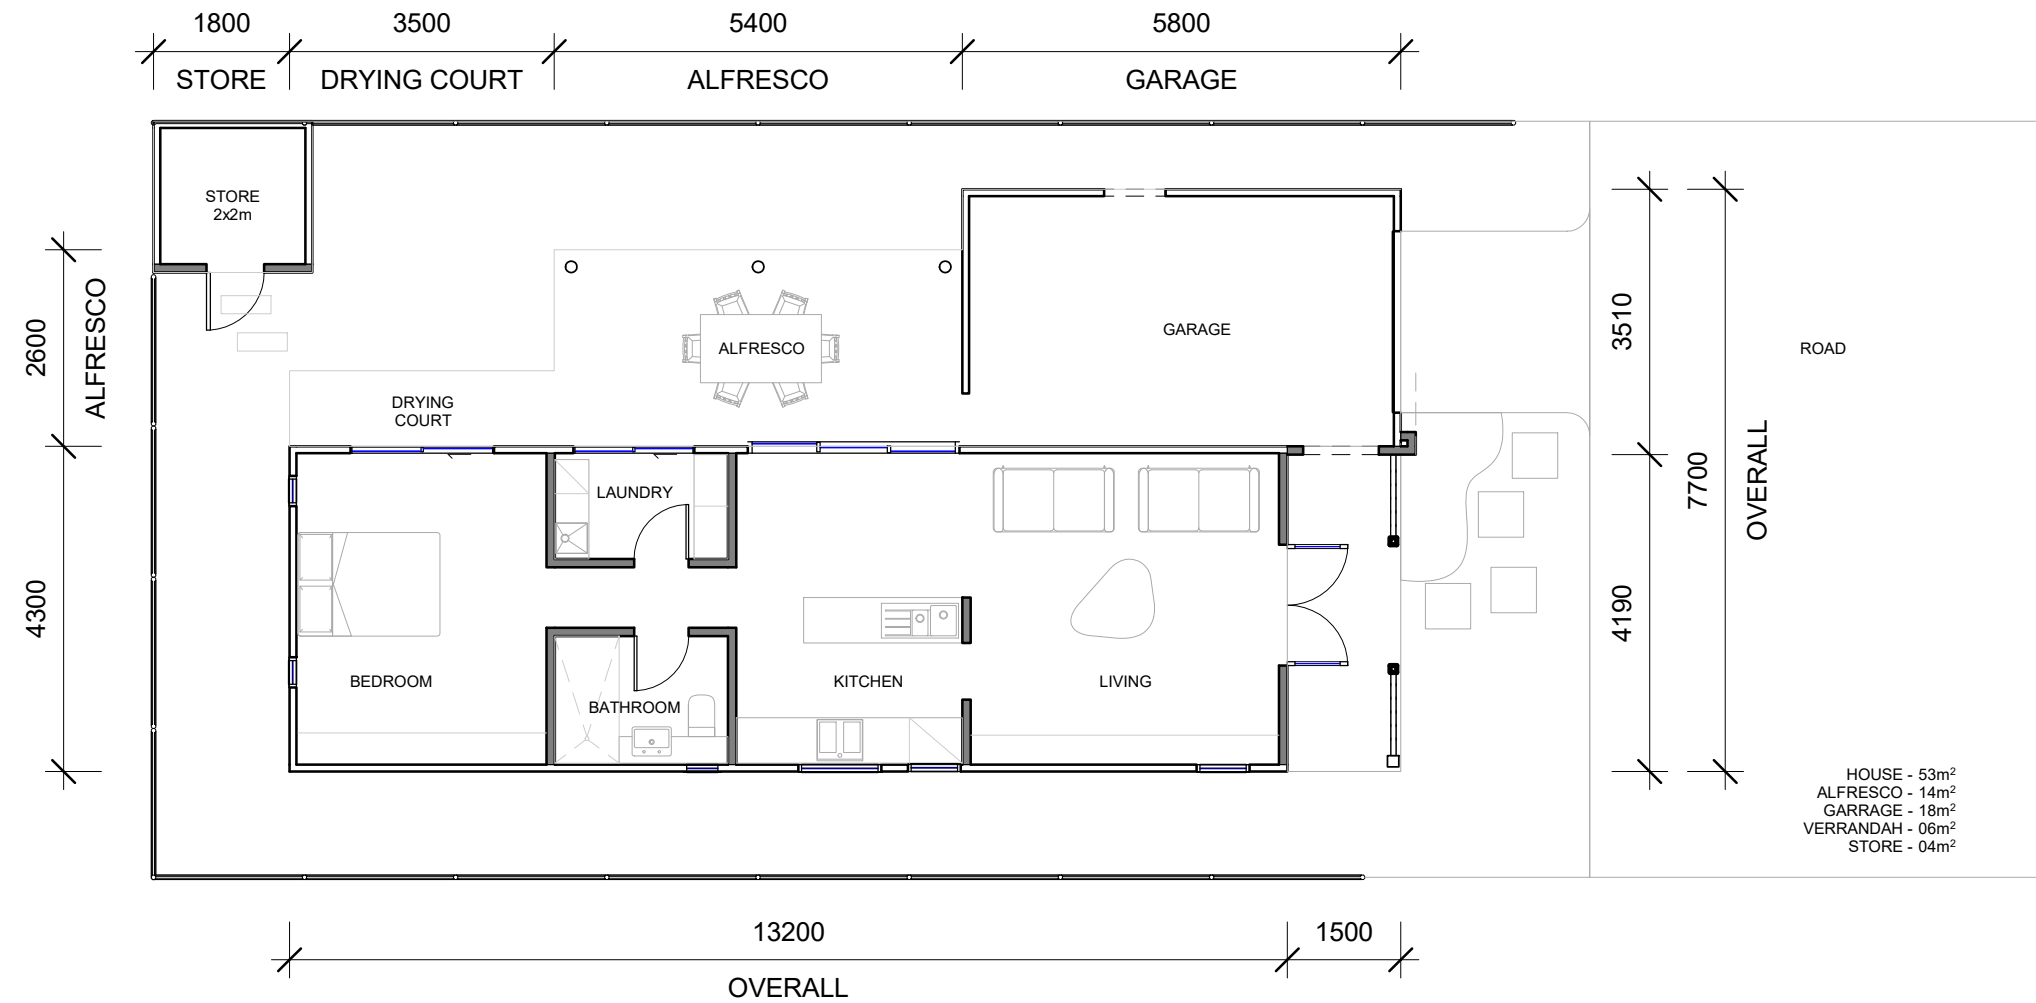 1800
3500
5400
5800
STORE
DRYING COURT
ALFRESCO
GARAGE
STORE
2x2m
2600
ALFRESCO
4300
ALFRESCO
GARAGE
DRYING
COURT
LAUNDRY
BEDROOM
BATHROOM
KITCHEN
LIVING
3510
4190
7700
OVERALL
ROAD
HOUSE - 53m²
ALFRESCO - 14m²
GARRAGE - 18m²
VERRANDAH - 06m²
STORE - 04m²
13200
1500
OVERALL